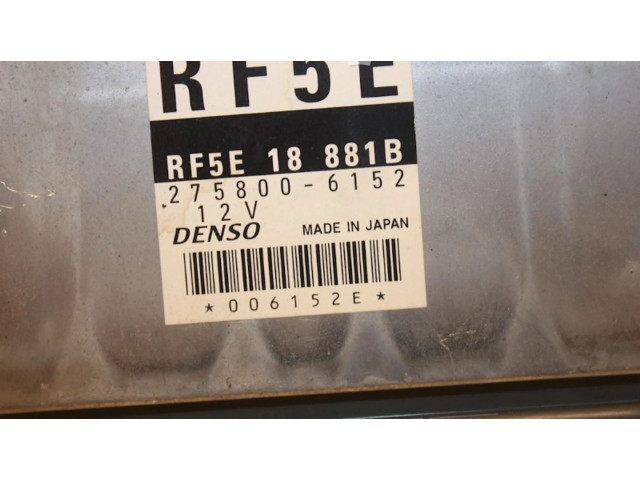 RF5E
RF5E 18 881B
275800-6152
12V
DENSO MADE IN JAPAN
*006152E*